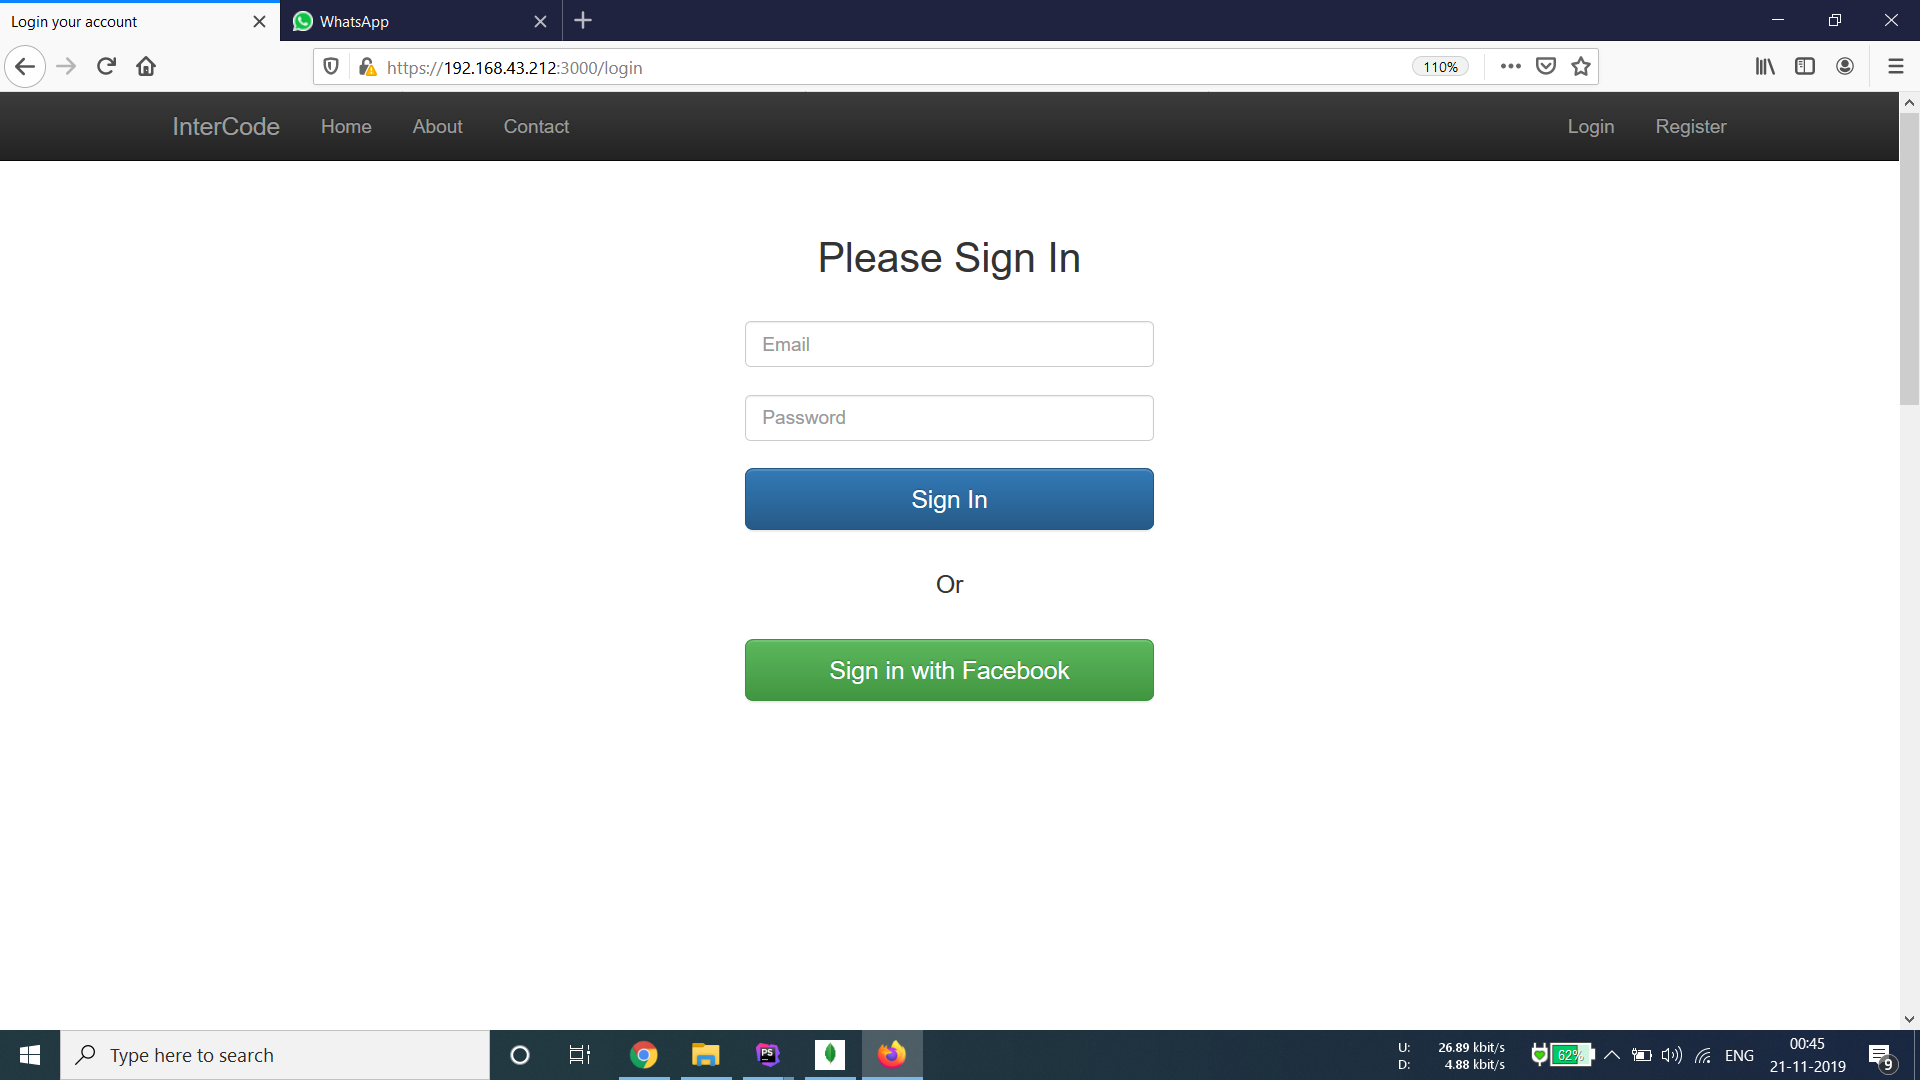 Login your account
WhatsApp
https://192.168.43.212:3000/login
110%
InterCode Home About Contact Login Register
Please Sign In
Email
Password
Sign In
Or
Sign in with Facebook
Type here to search
PS
U: 26.89 kbit/s
D: 4.88 kbit/s
62%
ENG
00:45
21-11-2019
9